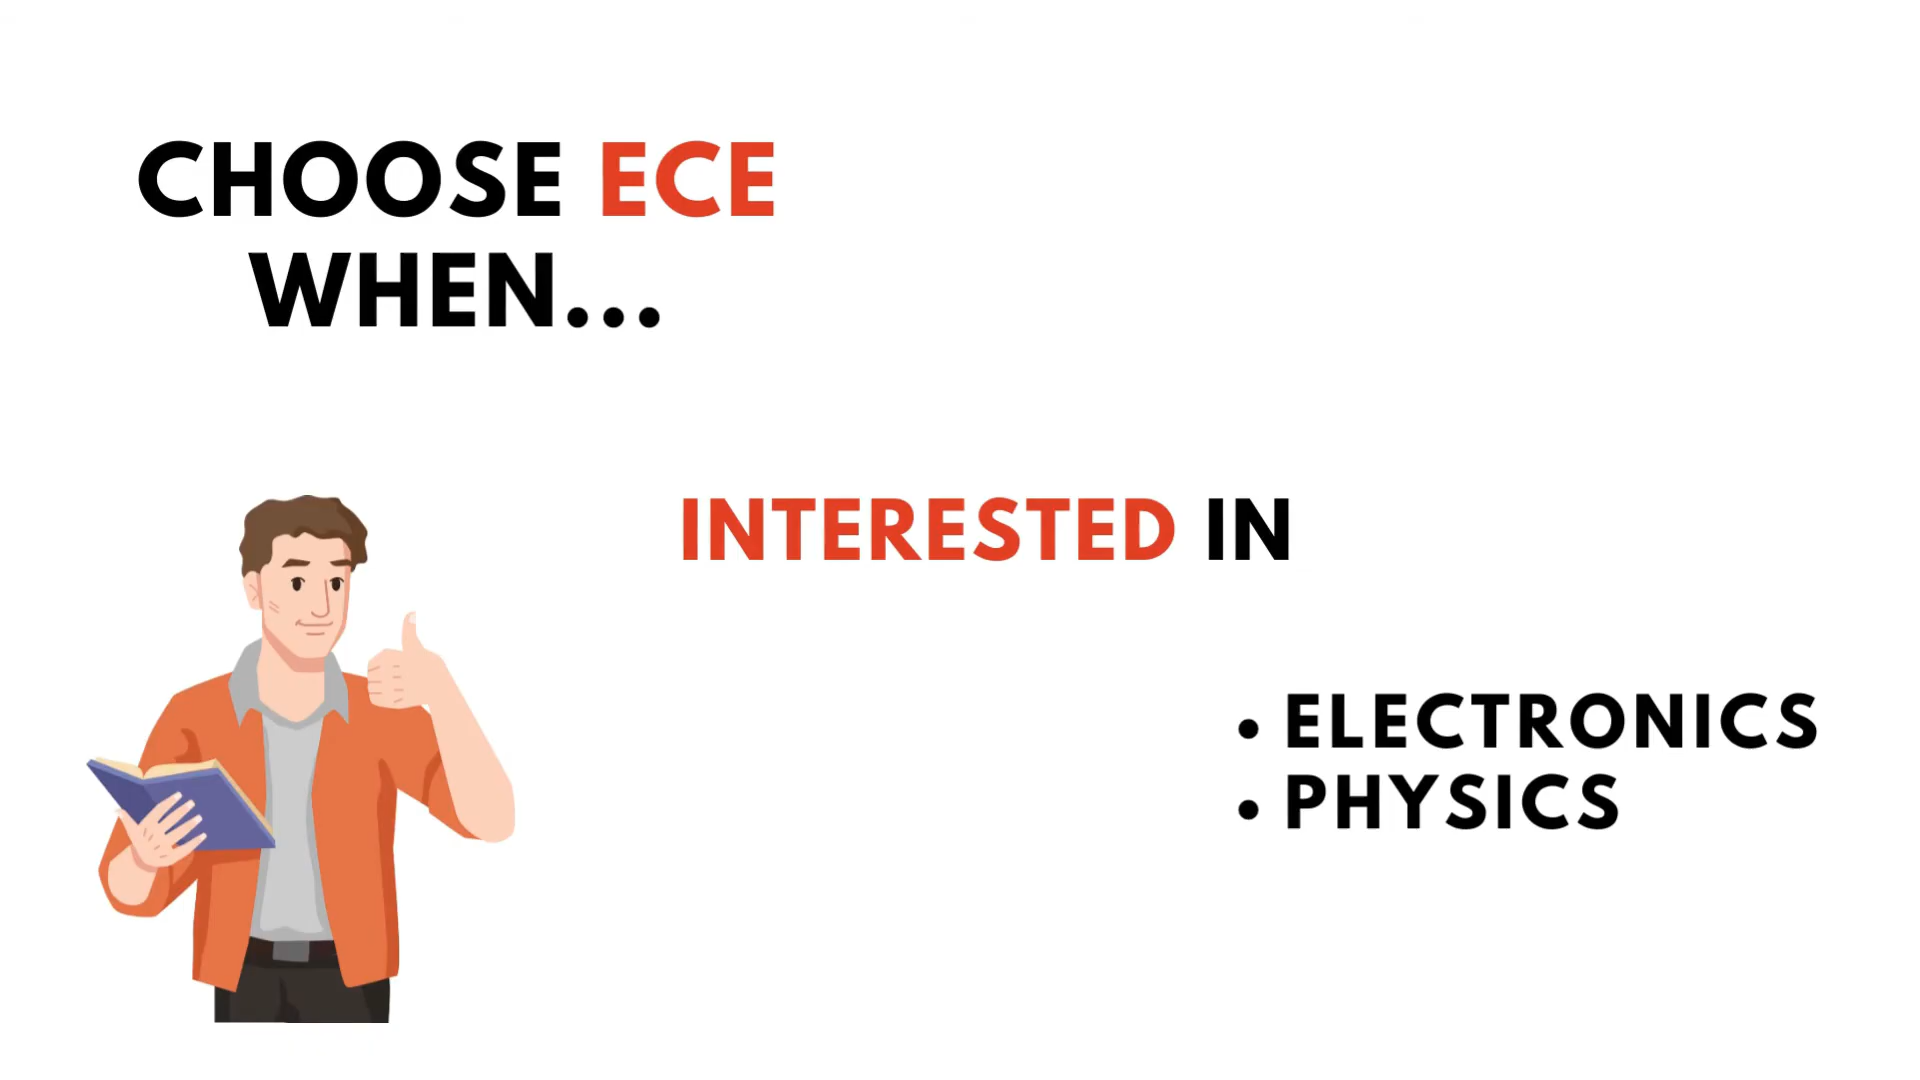 CHOOSE ECE
WHEN...
INTERESTED IN
• ELECTRONICS
• PHYSICS